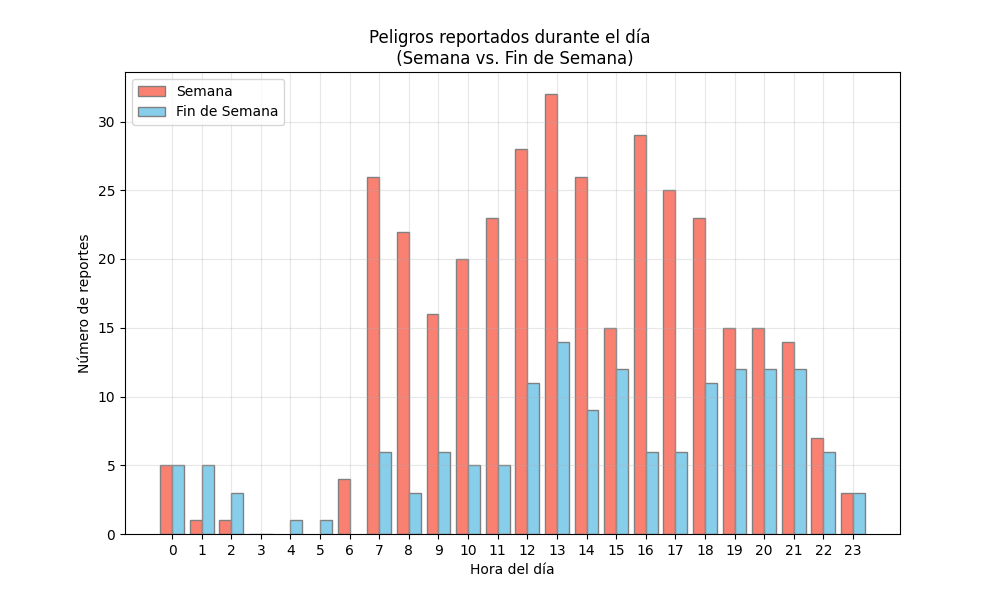 Peligros reportados durante el día
(Semana vs. Fin de Semana)
Semana
Fin de Semana
Número de reportes
30
25
20
15
10
5
0
0 1 2 3 4 5 6 7 8 9 10 11 12 13 14 15 16 17 18 19 20 21 22 23
Hora del día